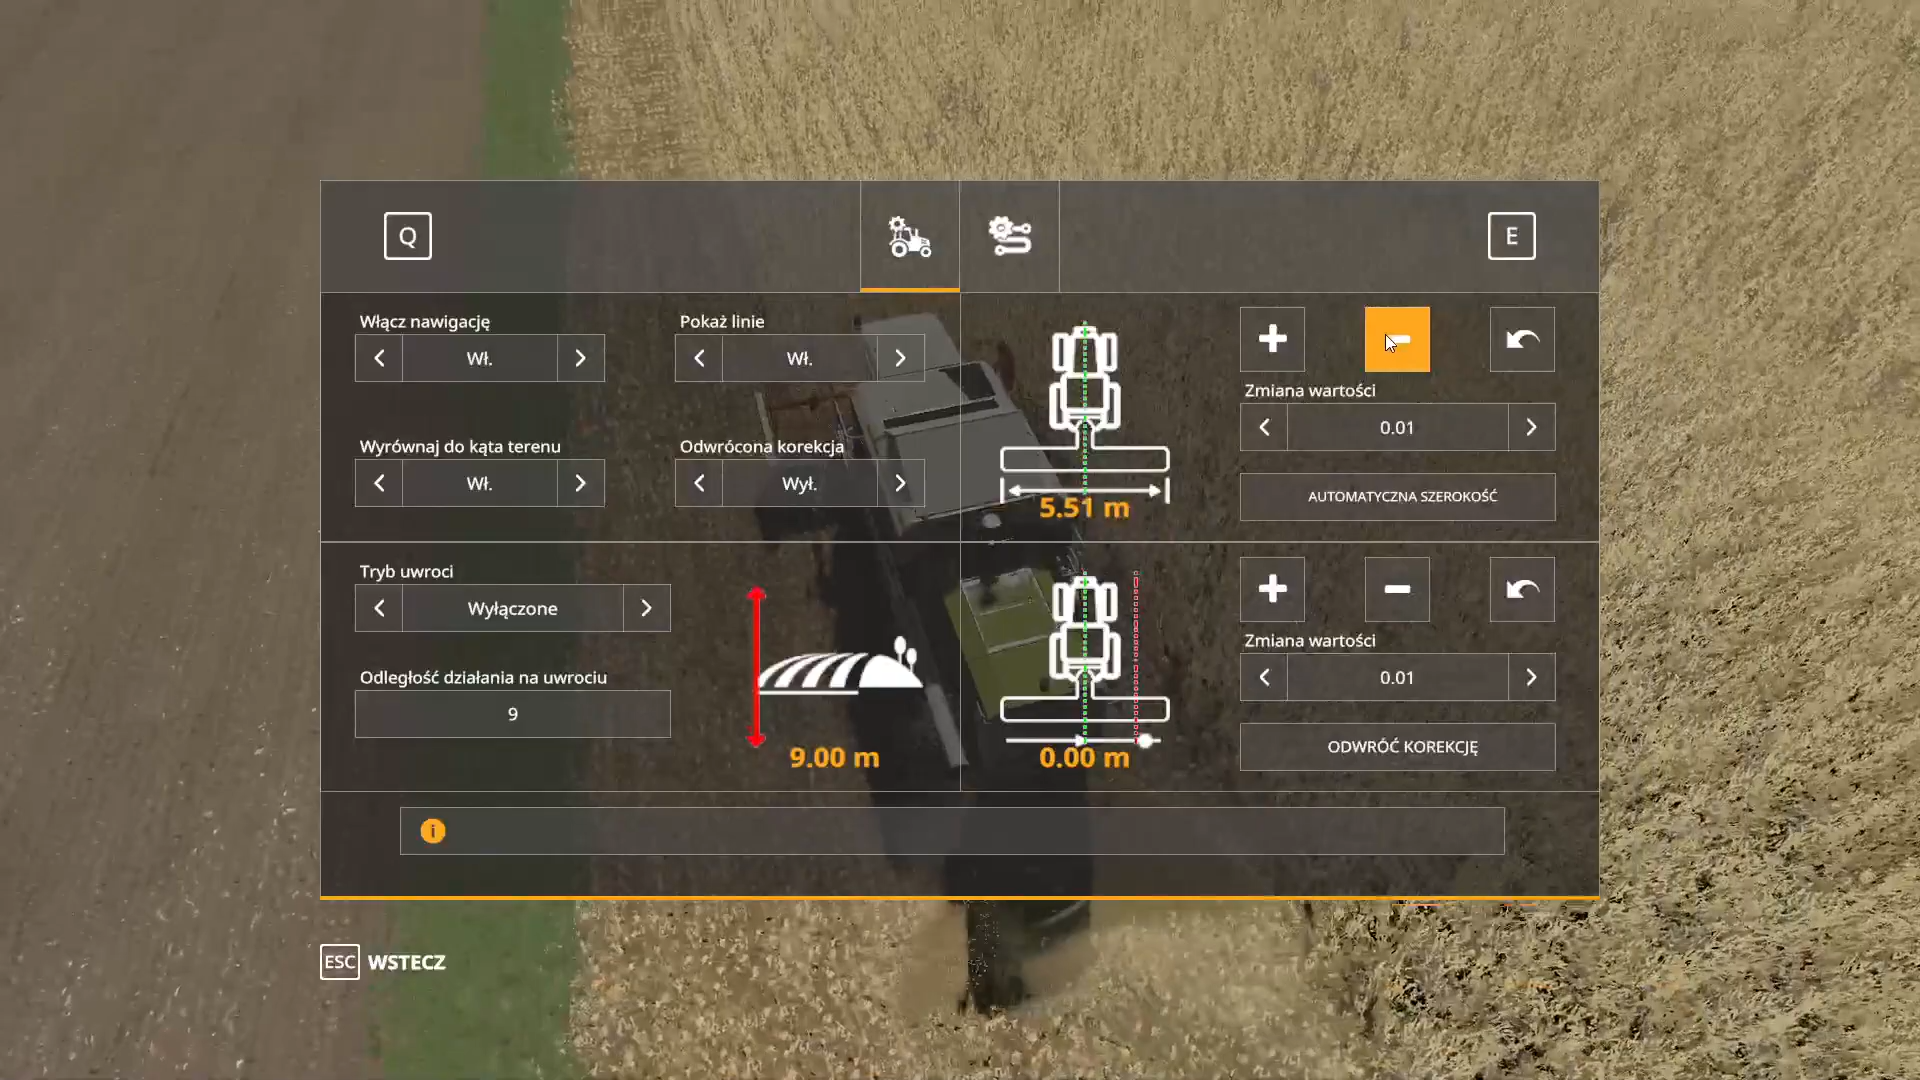 Q
E
Włącz nawigację
Wł.
Pokaż linie
Wł.
Wyrównaj do kąta terenu
Wł.
Odwrócona korekcja
Wył.
5.51 m
Zmiana wartości
0.01
AUTOMATYCZNA SZEROKOŚĆ
Tryb uwroci
Wyłączone
Odległość działania na uwrociu
9
9.00 m
0.00 m
Zmiana wartości
0.01
ODWRÓĆ KOREKCJĘ
i
ESC WSTECZ